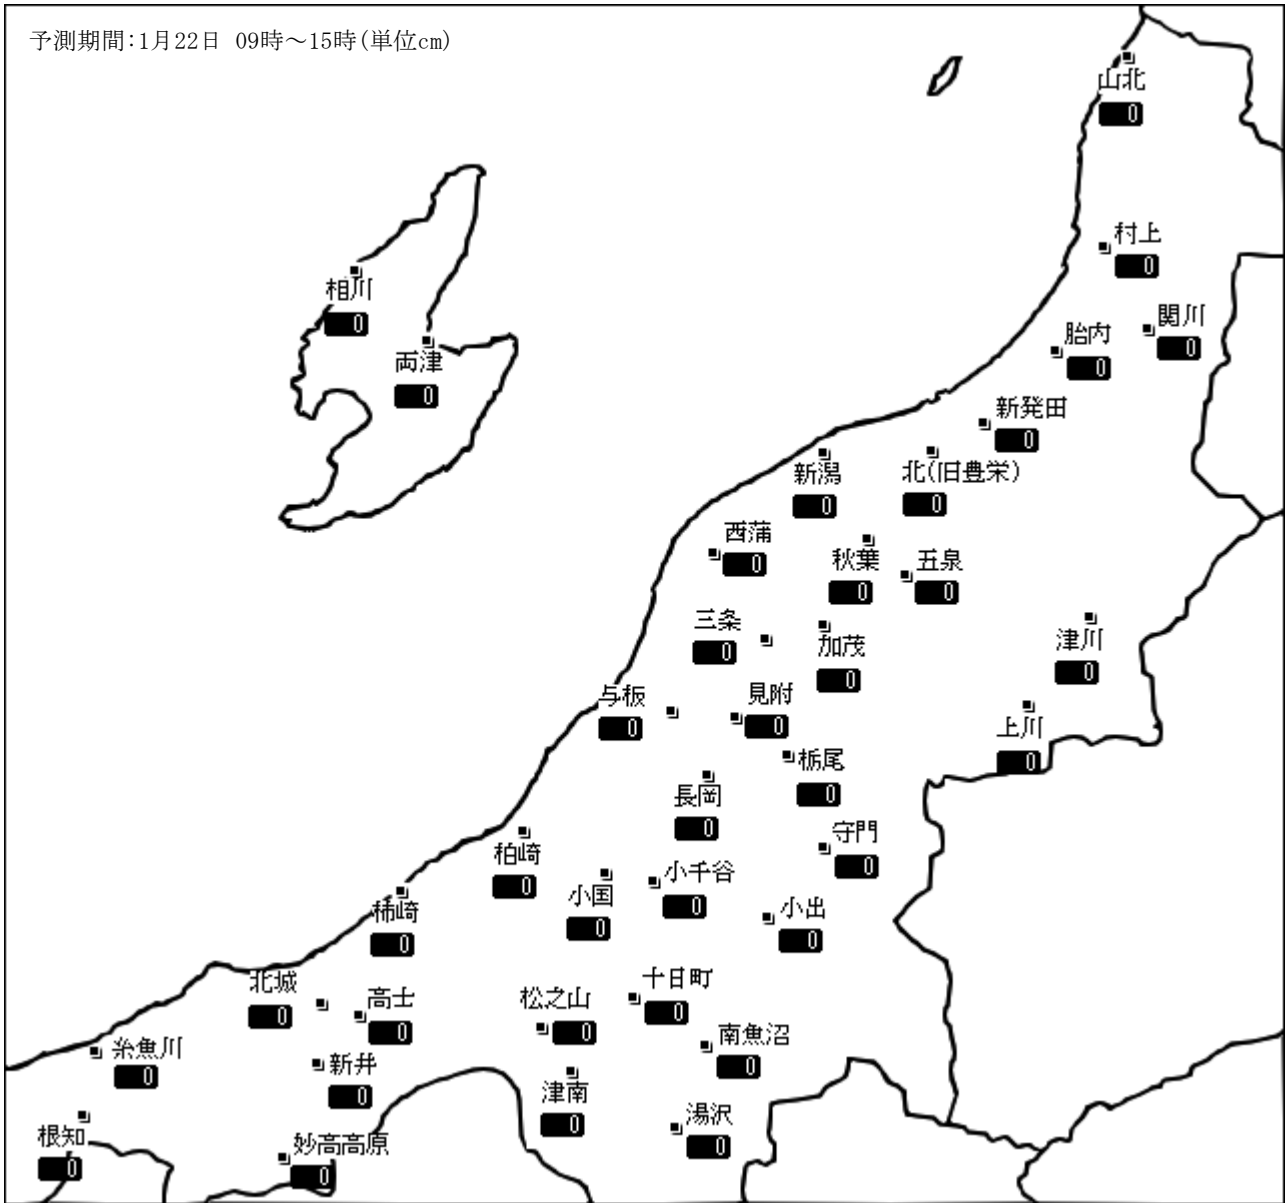 予測期間:1月22日 09時～15時(単位cm)
山北
0
村上
0
相川
0
関川
0
胎内
0
両津
0
新発田
0
新潟
0
北(旧豊栄)
0
西蒲
0
秋葉
0
五泉
0
三条
0
加茂
0
津川
0
与板
0
見附
0
上川
0
栃尾
0
長岡
0
守門
0
柏崎
0
小千谷
0
小国
0
小出
0
柿崎
0
北城
0
高士
0
松之山
0
十日町
0
南魚沼
0
糸魚川
0
新井
0
津南
0
湯沢
0
根知
0
妙高高原
0